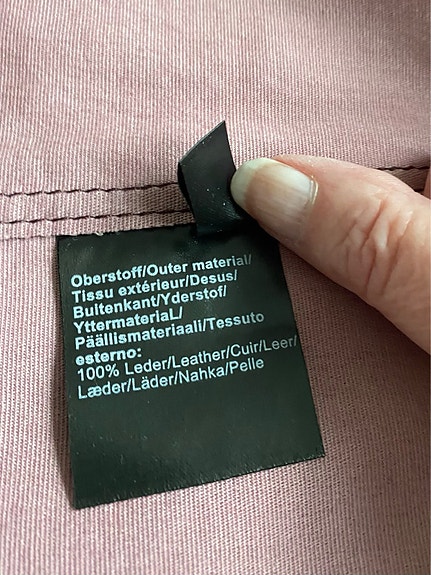 Oberstoff/Outer material/
Tissu extérieur/Desus/
Buitenkant/Yderstof/
YttermateriaL/
Päällismateriaali/Tessuto
esterno:
100% Leder/Leather/Cuir/Leer/
Læder/Läder/Nahka/Pelle